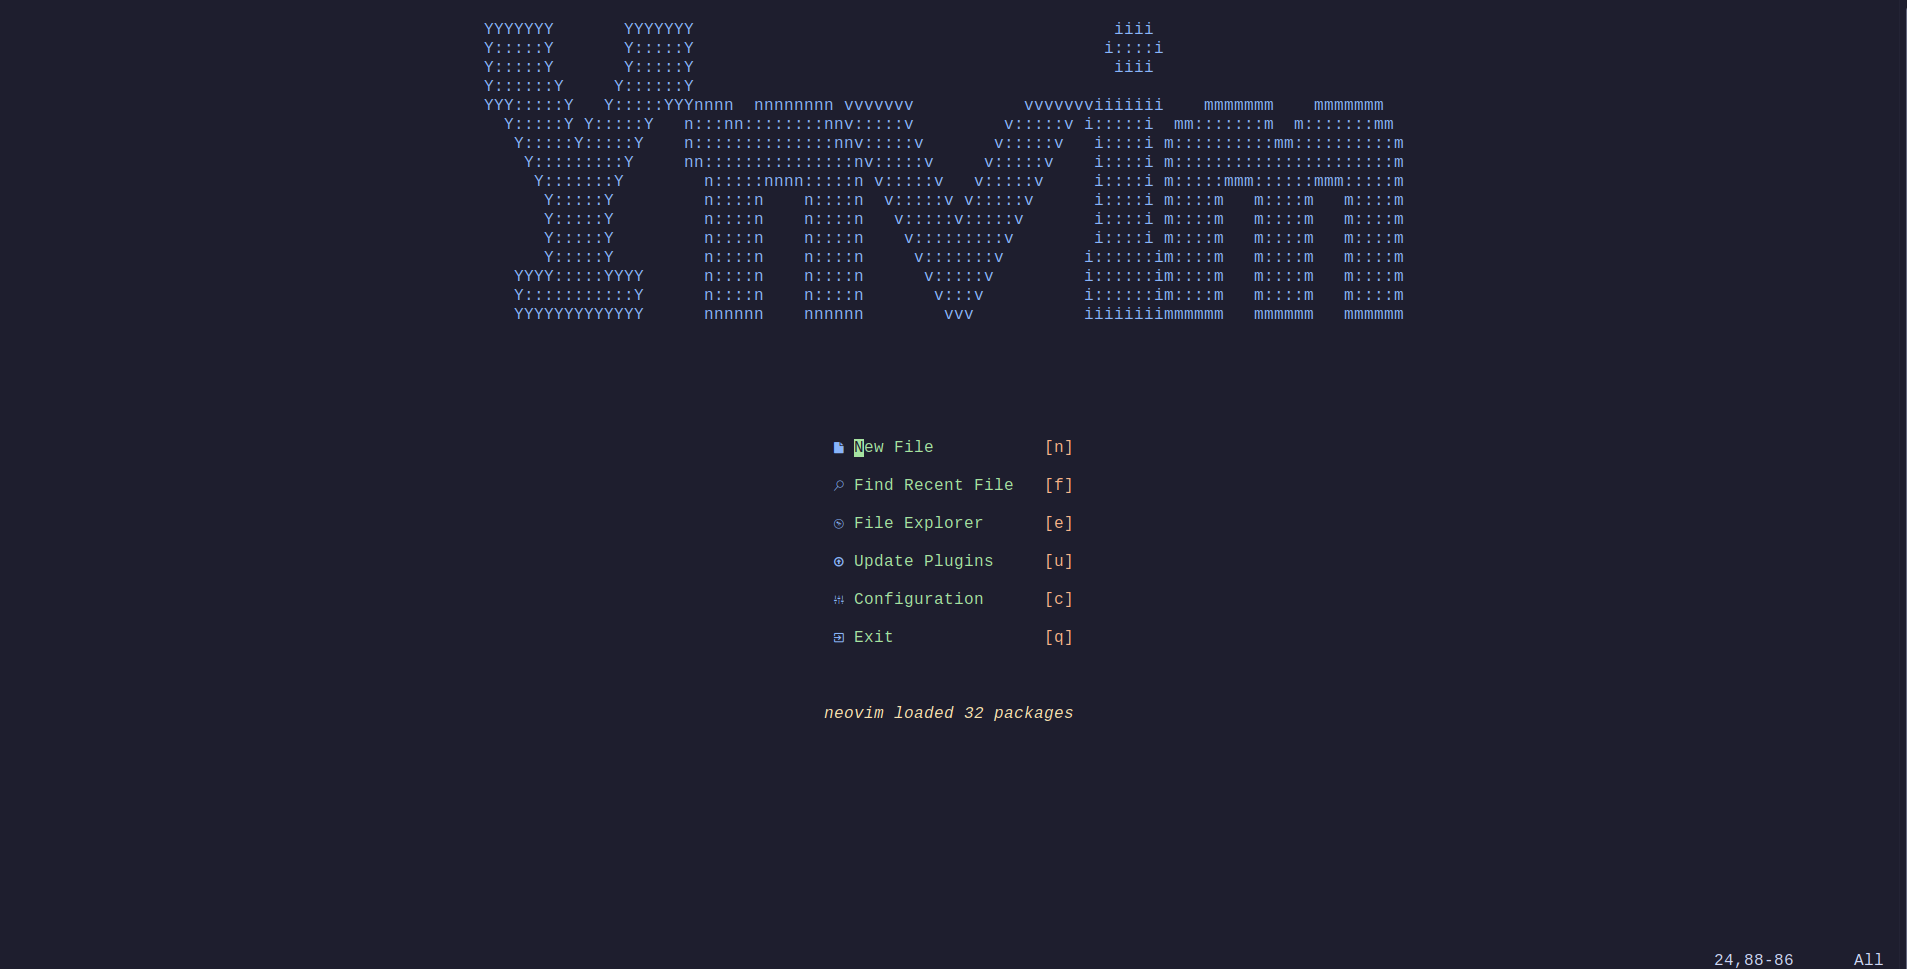 YYYYYYY       YYYYYYY                                          iiii
Y:::::Y       Y:::::Y                                         i::::i
Y:::::Y       Y:::::Y                                          iiii
Y::::::Y     Y::::::Y
YYY:::::Y   Y:::::YYYnnnn  nnnnnnnn vvvvvvv           vvvvvvviiiiiii    mmmmmmm    mmmmmmm
  Y:::::Y Y:::::Y   n:::nn::::::::nnv:::::v         v:::::v i:::::i  mm:::::::m  m:::::::mm
   Y:::::Y:::::Y    n::::::::::::::nnv:::::v       v:::::v   i::::i m::::::::::mm::::::::::m
    Y:::::::::Y     nn:::::::::::::::nv:::::v     v:::::v    i::::i m::::::::::::::::::::::m
     Y:::::::Y        n:::::nnnn:::::n v:::::v   v:::::v     i::::i m:::::mmm::::::mmm:::::m
      Y:::::Y         n::::n    n::::n  v:::::v v:::::v      i::::i m::::m   m::::m   m::::m
      Y:::::Y         n::::n    n::::n   v:::::v:::::v       i::::i m::::m   m::::m   m::::m
      Y:::::Y         n::::n    n::::n    v:::::::::v        i::::i m::::m   m::::m   m::::m
      Y:::::Y         n::::n    n::::n     v:::::::v        i::::::im::::m   m::::m   m::::m
   YYYY:::::YYYY      n::::n    n::::n      v:::::v         i::::::im::::m   m::::m   m::::m
   Y:::::::::::Y      n::::n    n::::n       v:::v          i::::::im::::m   m::::m   m::::m
   YYYYYYYYYYYYY      nnnnnn    nnnnnn        vvv           iiiiiiiimmmmmm   mmmmmm   mmmmmm
New File [n]
Find Recent File [f]
File Explorer [e]
Update Plugins [u]
Configuration [c]
Exit [q]
neovim loaded 32 packages
24,88-86 All